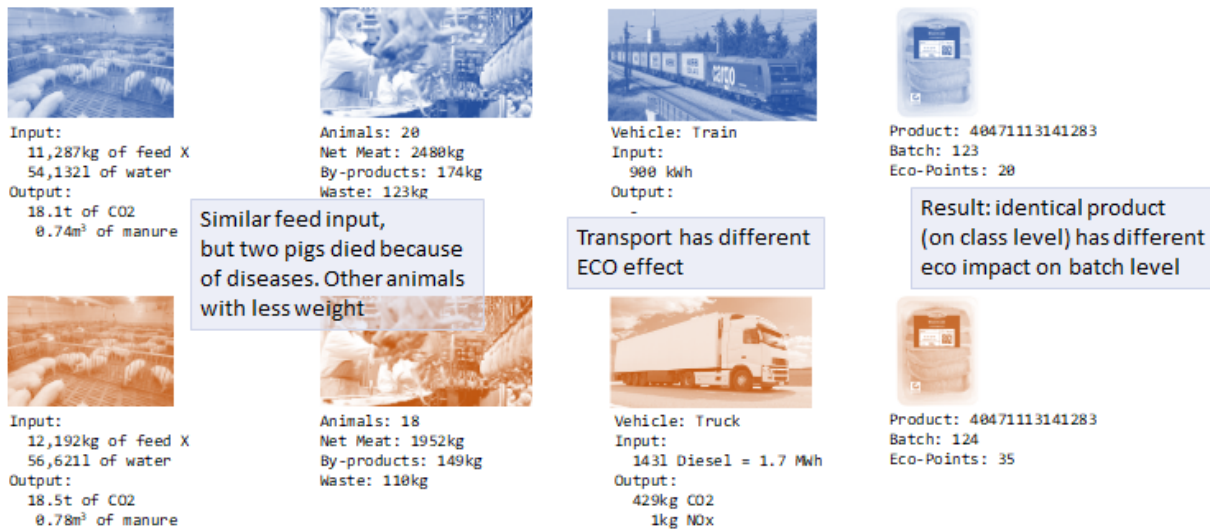 Input:
11,287kg of feed X
54,132l of water
Output:
18.1t of CO2
0.74m³ of manure
Animals: 20
Net Meat: 2480kg
By-products: 174kg
Waste: 123kg
cargo
Vehicle: Train
Input:
900 kWh
Output:
-
Product: 40471113141283
Batch: 123
Eco-Points: 20
Similar feed input,
but two pigs died because
of diseases. Other animals
with less weight
Transport has different
ECO effect
Result: identical product
(on class level) has different
eco impact on batch level
Input:
12,192kg of feed X
56,621l of water
Output:
18.5t of CO2
0.78m³ of manure
Animals: 18
Net Meat: 1952kg
By-products: 149kg
Waste: 110kg
Vehicle: Truck
Input:
143l Diesel = 1.7 MWh
Output:
429kg CO2
1kg NOx
Product: 40471113141283
Batch: 124
Eco-Points: 35